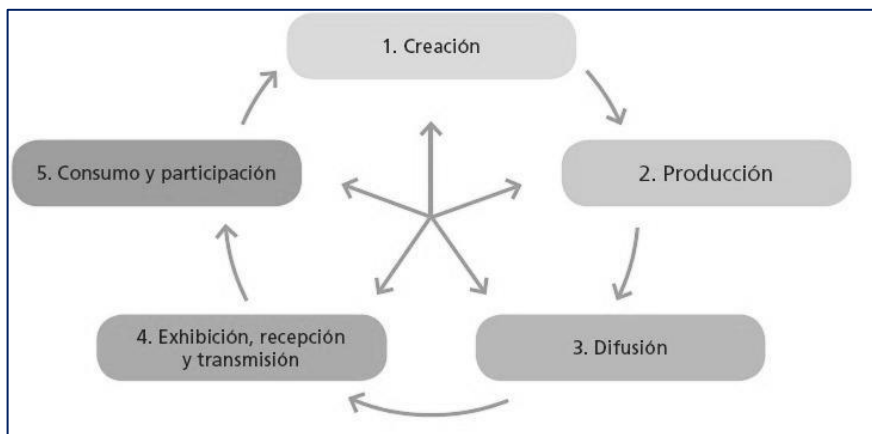 1. Creación
2. Producción
3. Difusión
4. Exhibición, recepción
y transmisión
5. Consumo y participación